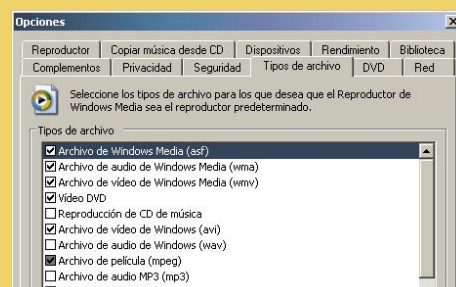 Opciones
Reproductor Copiar música desde CD Dispositivos Rendimiento Biblioteca
Complementos Privacidad Seguridad Tipos de archivo DVD Red
Seleccione los tipos de archivo para los que desea que el Reproductor de
Windows Media sea el reproductor predeterminado.
Tipos de archivo
Archivo de Windows Media (asf)
Archivo de audio de Windows Media (wma)
Archivo de vídeo de Windows Media (wmv)
Vídeo DVD
Reproducción de CD de música
Archivo de vídeo de Windows (avi)
Archivo de audio de Windows (wav)
Archivo de película (mpeg)
Archivo de audio MP3 (mp3)